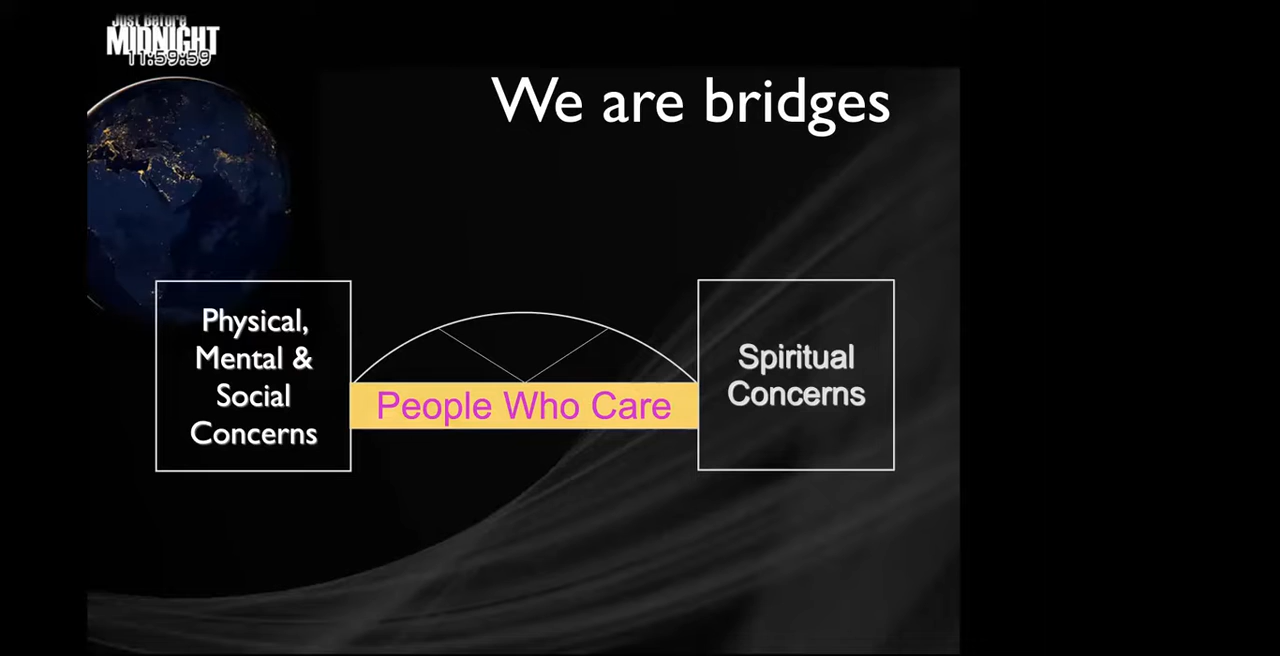 Just Before
MIDNIGHT
11:59:59
We are bridges
Physical,
Mental &
Social
Concerns
People Who Care
Spiritual
Concerns